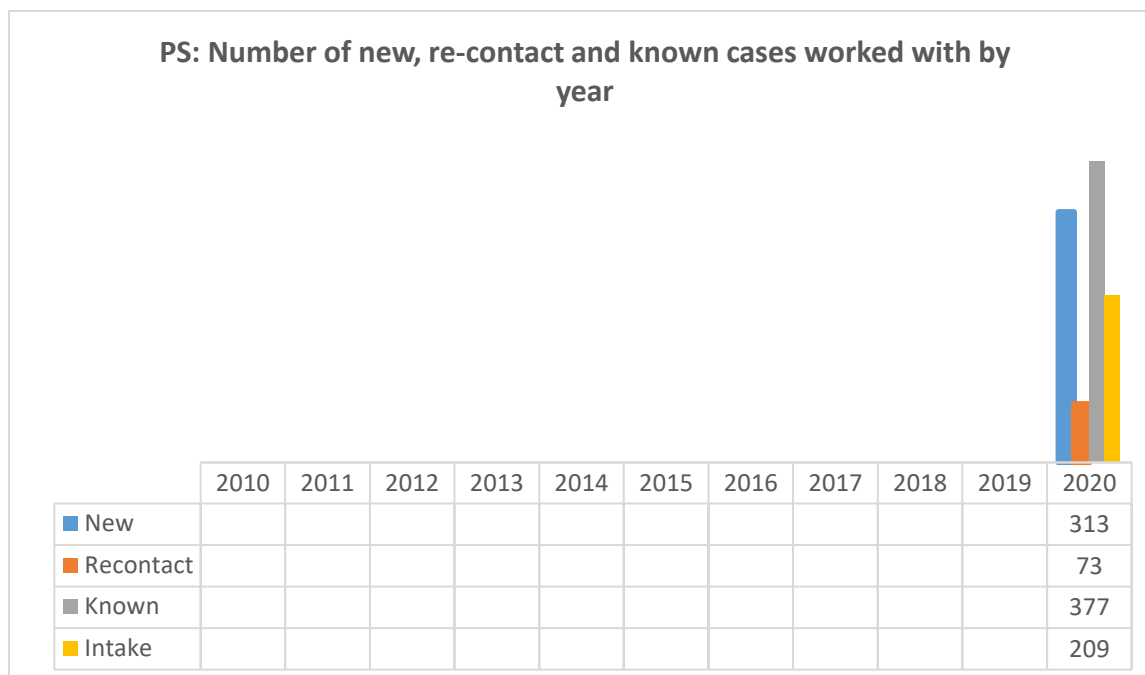 PS: Number of new, re-contact and known cases worked with by
year
2010 2011 2012 2013 2014 2015 2016 2017 2018 2019 2020
New 313
Recontact 73
Known 377
Intake 209